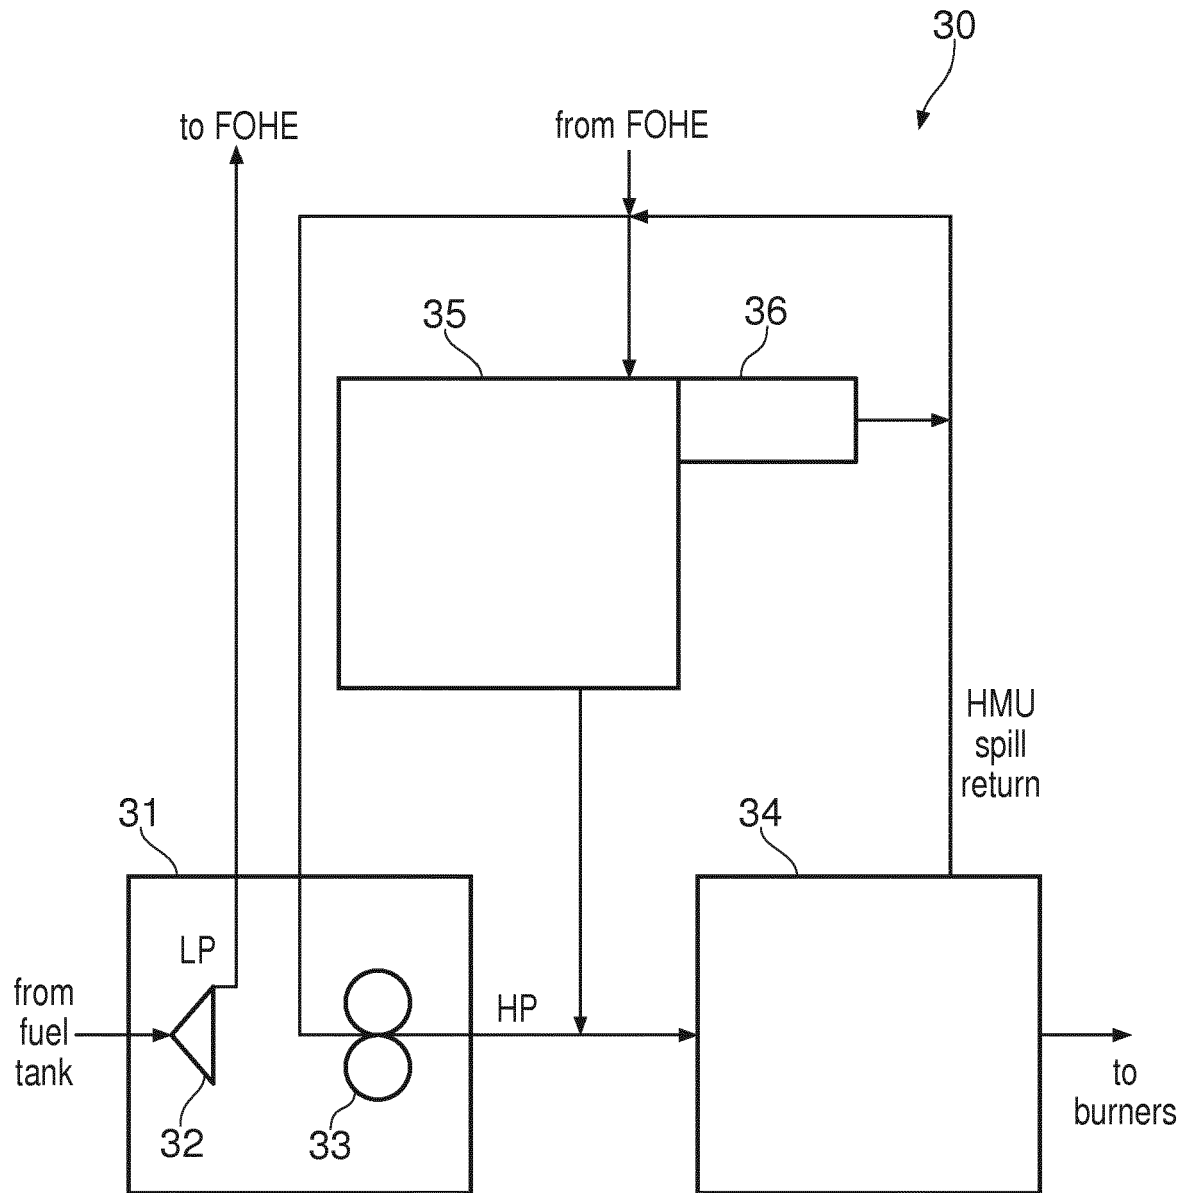 30
to FOHE
from FOHE
35
36
HMU
spill
return
31
34
LP
from
fuel
tank
HP
to
burners
32
33